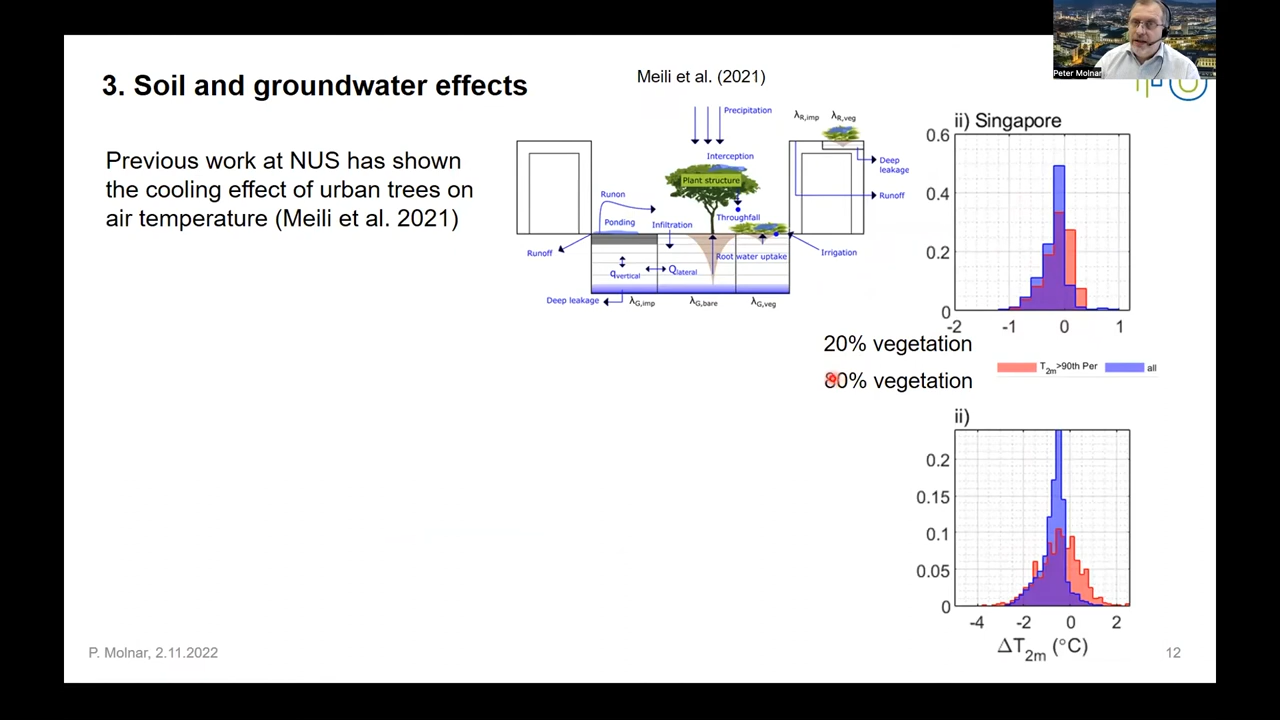 Peter Molnar
3. Soil and groundwater effects
Meili et al. (2021)
Previous work at NUS has shown
the cooling effect of urban trees on
air temperature (Meili et al. 2021)
Precipitation
λR,imp λR,veg
Interception
Deep
leakage
Plant structure
Runon
Runoff
Ponding
Infiltration
Throughfall
Runoff
Root water uptake
Irrigation
qvertical
Qlateral
Deep leakage
λG,imp
λG,bare
λG,veg
ii) Singapore
0.6
0.4
0.2
0
-2 -1 0 1
20% vegetation
T2m>90th Per all
80% vegetation
ii)
0.2
0.15
0.1
0.05
0
-4 -2 0 2
ΔT2m (°C)
P. Molnar, 2.11.2022
12